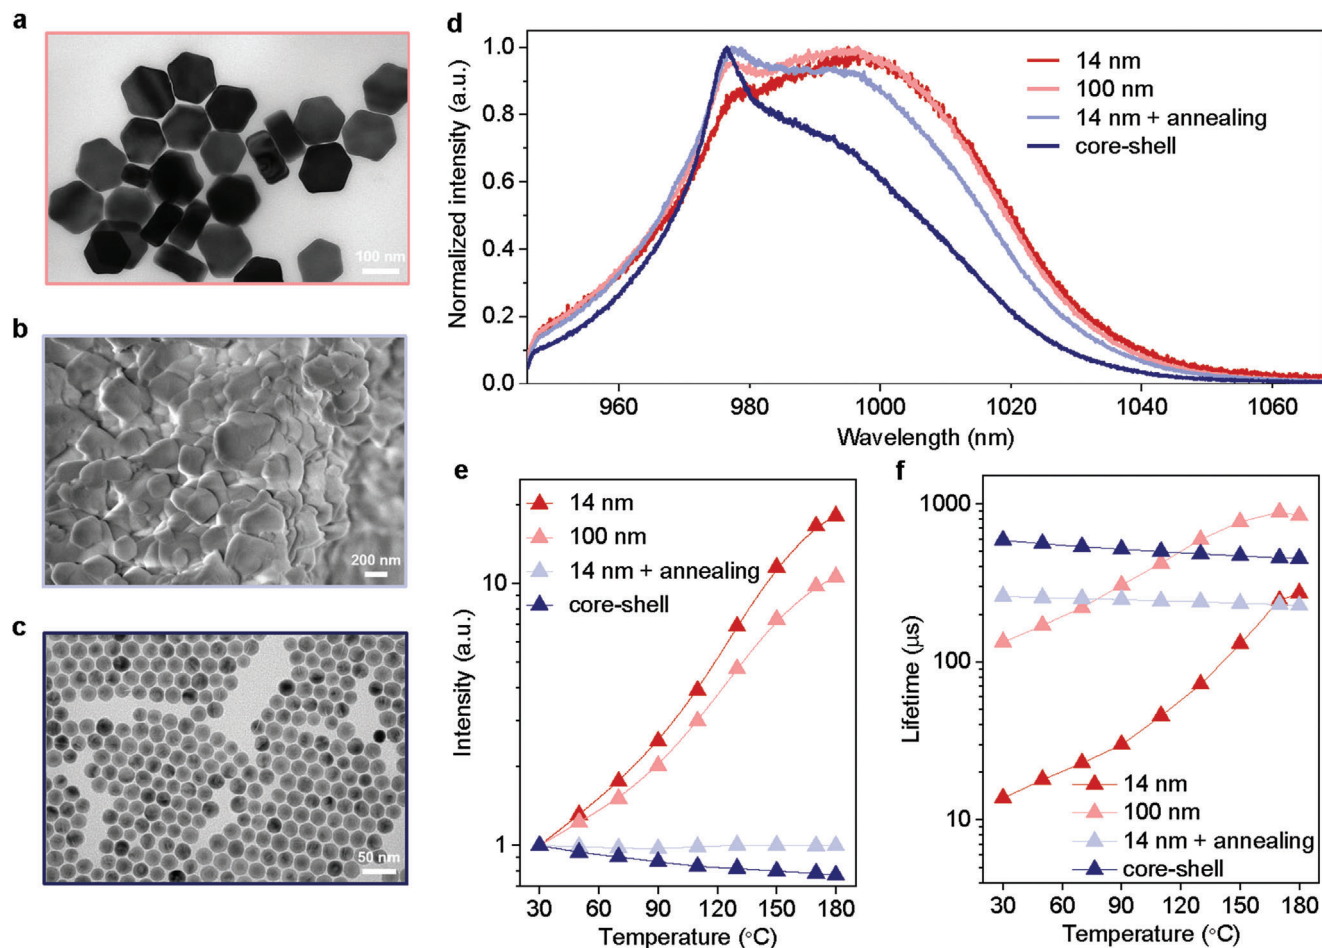 a
100 nm
b
200 nm
c
50 nm
d
Normalized intensity (a.u.)
1.0
0.8
0.6
0.4
0.2
0.0
14 nm
100 nm
14 nm + annealing
core-shell
960 980 1000 1020 1040 1060
Wavelength (nm)
e
Intensity (a.u.)
10
1
14 nm
100 nm
14 nm + annealing
core-shell
30 60 90 120 150 180
Temperature (°C)
f
Lifetime (μs)
1000
100
10
14 nm
100 nm
14 nm + annealing
core-shell
30 60 90 120 150 180
Temperature (°C)